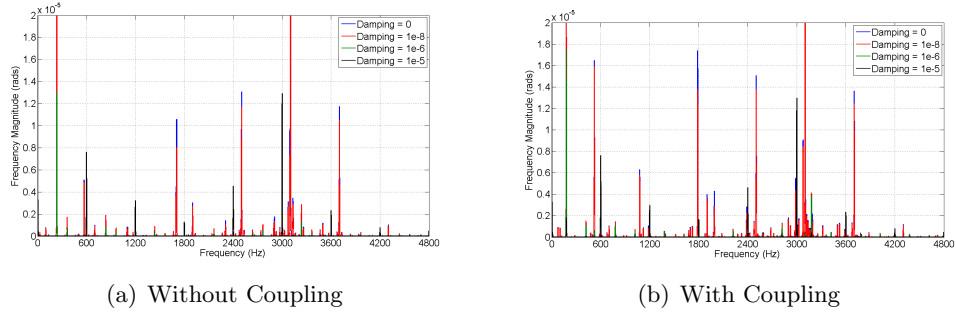 2 x 10^-5
1.8
1.6
1.4
1.2
1
0.8
0.6
0.4
0.2
0
Frequency Magnitude (rads)
0 600 1200 1800 2400 3000 3600 4200 4800
Frequency (Hz)
Damping = 0
Damping = 1e-8
Damping = 1e-6
Damping = 1e-5
(a) Without Coupling
2 x 10^-5
1.8
1.6
1.4
1.2
1
0.8
0.6
0.4
0.2
0
Frequency Magnitude (rads)
0 600 1200 1800 2400 3000 3600 4200 4800
Frequency (Hz)
Damping = 0
Damping = 1e-8
Damping = 1e-6
Damping = 1e-5
(b) With Coupling